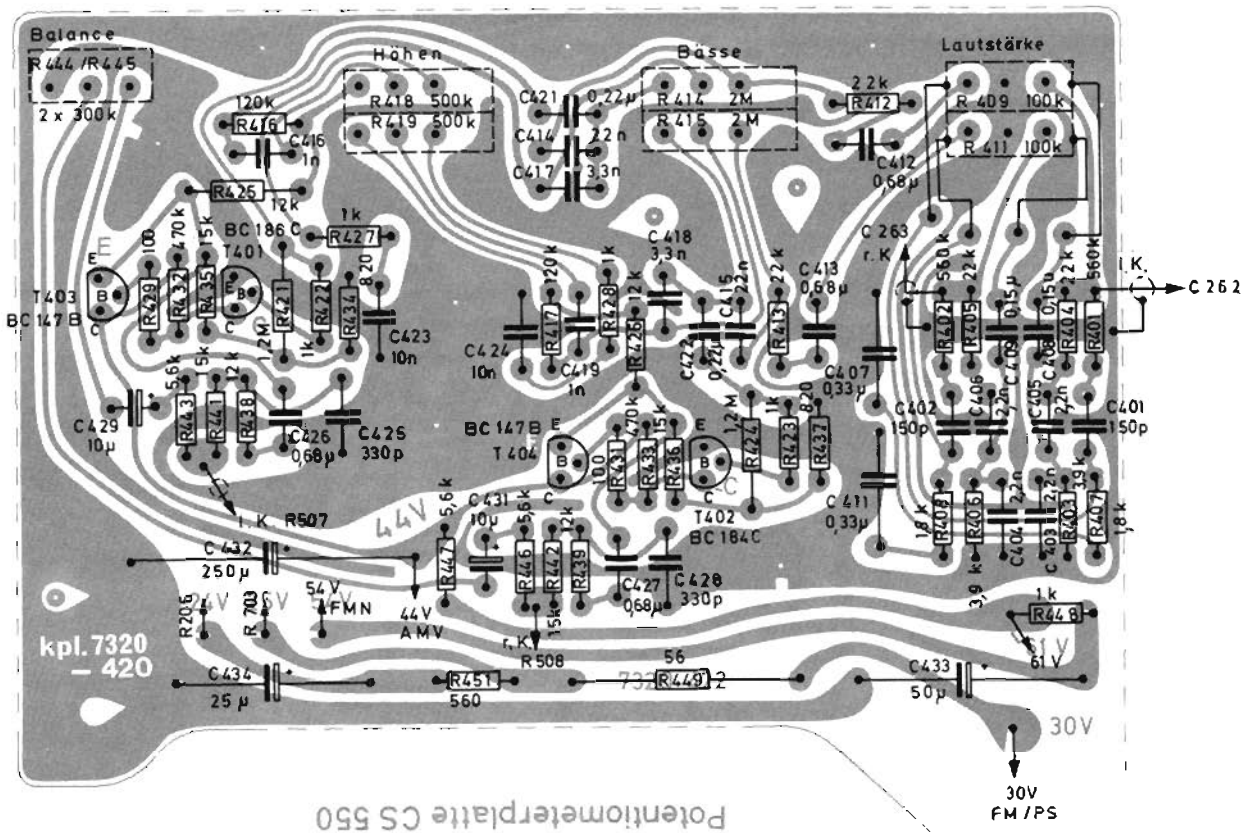 Balance
R444/R445
2 x 300k
Höhen
R418 500k
R419 500k
Bässe
R414 2M
R415 2M
Lautstärke
R 409 100k
R 411 100k
120k
R416
C416
1n
R425
12k
C421 0,22µ
C414 22n
C417 3,3n
22k
R412
C412
0,68µ
BC 186 C
T401
1k
R427
E
B
C
T403
BC 147 B
100
R429
470k
R432
15k
R435
E
B
C
R421
1,2M
R422
1k
820
R434
C423
10n
C424
10n
120k
R417
C419
1n
1k
R428
12k
R426
C418
3,3n
C422
0,22µ
C415
22n
22k
R413
C413
0,68µ
C 263
r. K.
560k
R402
22k
R405
0,15µ
C409
0,15µ
C408
22k
R404
560k
R401
l.K.
C 262
C407
0,33µ
C429
10µ
5,6k
R443
5k
R441
12k
R438
C426
0,68µ
C425
330p
l. K. R507
BC 147B
T404
E
B
C
100
R431
470k
R433
15k
R436
B
C
T402
BC 184C
1,2M
R424
1k
R423
820
R437
C411
0,33µ
C402
150p
C406
2,2n
C405
2,2n
C401
150p
1,8k
R408
R406
3,9k
2,2n
C404
2,2n
C403
R403
3,9k
R407
1,8k
44V
C 432
250µ
5,6k
R447
C431
10µ
5,6k
R446
R442
15k
12k
R439
C427
0,68µ
C428
330p
r. K.
R508
R206
24V
R703
54V
FMN
44V
AMV
kpl.7320
– 420
C434
25µ
R451
560
56
R449
C433
50µ
1k
R448
61V
61 V
30V
30V
FM/PS
Potentiometerplatte CS 550